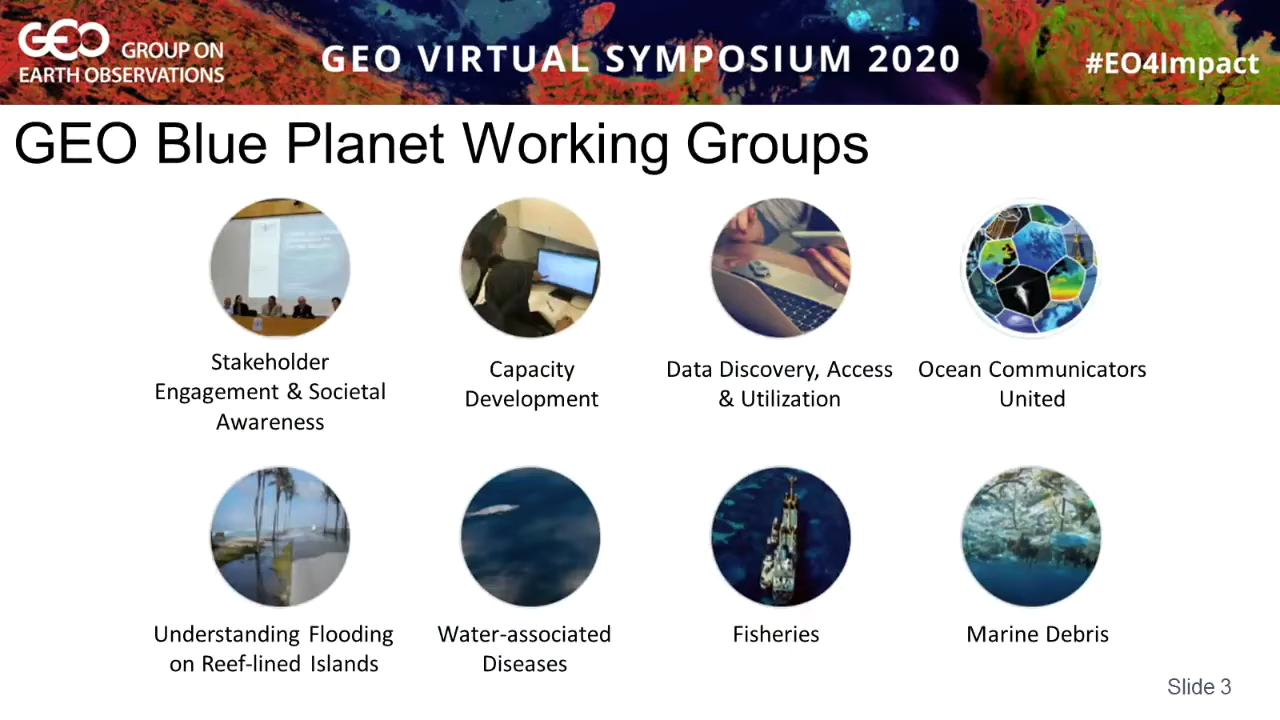 GEO GROUP ON
EARTH OBSERVATIONS
GEO VIRTUAL SYMPOSIUM 2020
#EO4Impact
GEO Blue Planet Working Groups
Stakeholder
Engagement & Societal
Awareness
Capacity
Development
Data Discovery, Access
& Utilization
Ocean Communicators
United
Understanding Flooding
on Reef-lined Islands
Water-associated
Diseases
Fisheries
Marine Debris
Slide 3